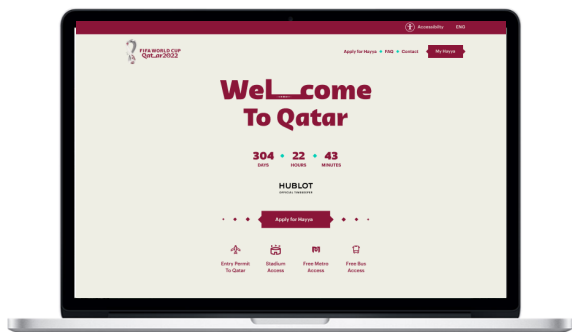 Accessibility ENG
FIFA WORLD CUP
Qatar2022
Apply for Hayya FAQ Contact My Hayya
Welcome
To Qatar
304 22 43
DAYS HOURS MINUTES
HUBLOT
OFFICIAL TIMEKEEPER
Apply for Hayya
Entry Permit
To Qatar
Stadium
Access
Free Metro
Access
Free Bus
Access